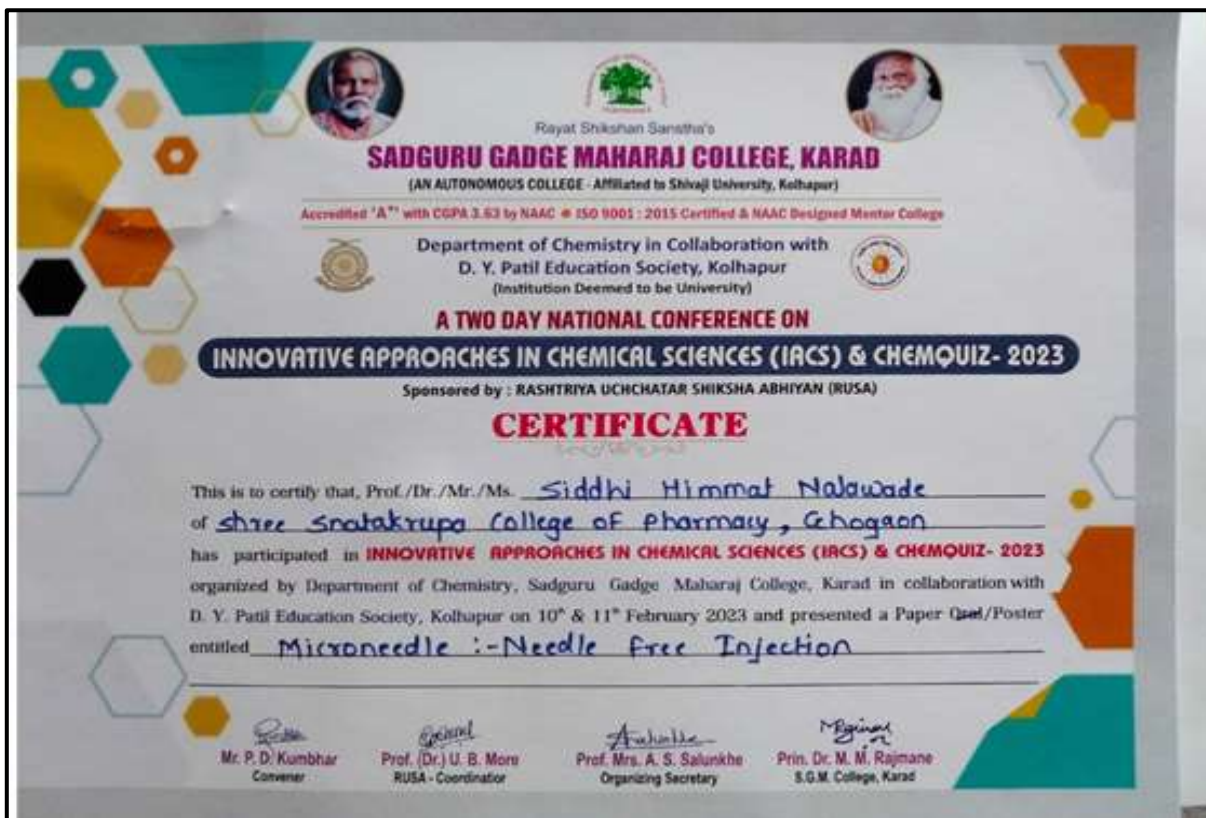 Rayat Shikshan Sanstha's
SADGURU GADGE MAHARAJ COLLEGE, KARAD
(AN AUTONOMOUS COLLEGE - Affiliated to Shivaji University, Kolhapur)
Accredited 'A+' with CGPA 3.63 by NAAC ISO 9001 : 2015 Certified & NAAC Designed Mentor College
Department of Chemistry in Collaboration with
D. Y. Patil Education Society, Kolhapur
(Institution Deemed to be University)
A TWO DAY NATIONAL CONFERENCE ON
INNOVATIVE APPROACHES IN CHEMICAL SCIENCES (IACS) & CHEMQUIZ- 2023
Sponsored by : RASHTRIYA UCHCHATAR SHIKSHA ABHIYAN (RUSA)
CERTIFICATE
This is to certify that, Prof./Dr./Mr./Ms. Siddhi Himmat Nalawade
of Shree Snatakrupa College of Pharmacy, Ghogaon
has participated in INNOVATIVE APPROACHES IN CHEMICAL SCIENCES (IACS) & CHEMQUIZ- 2023
organized by Department of Chemistry, Sadguru Gadge Maharaj College, Karad in collaboration with
D. Y. Patil Education Society, Kolhapur on 10th & 11th February 2023 and presented a Paper Oral/Poster
entitled Microneedle :- Needle free Injection
Mr. P. D. Kumbhar Prof. (Dr.) U. B. More Prof. Mrs. A. S. Salunkhe Prin. Dr. M. M. Rajmane
Convener RUSA - Coordinatior Organizing Secretary S.G.M. College, Karad